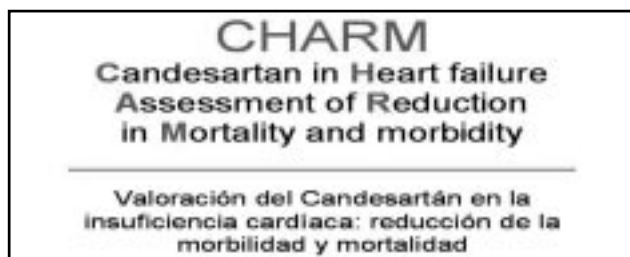 CHARM
Candesartan in Heart failure
Assessment of Reduction
in Mortality and morbidity
Valoración del Candesartán en la
insuficiencia cardíaca: reducción de la
morbilidad y mortalidad